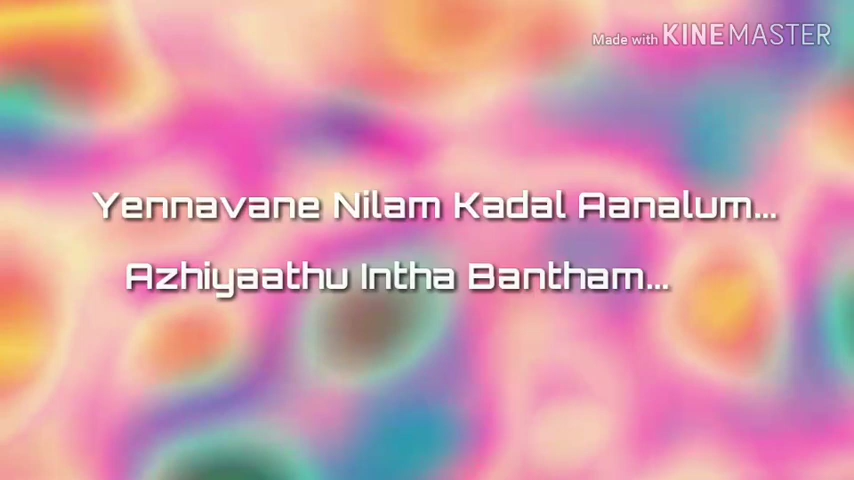 Made with KINEMASTER
Yennavane Nilam Kadal Aanalum...
Azhiyaathu Intha Bantham...